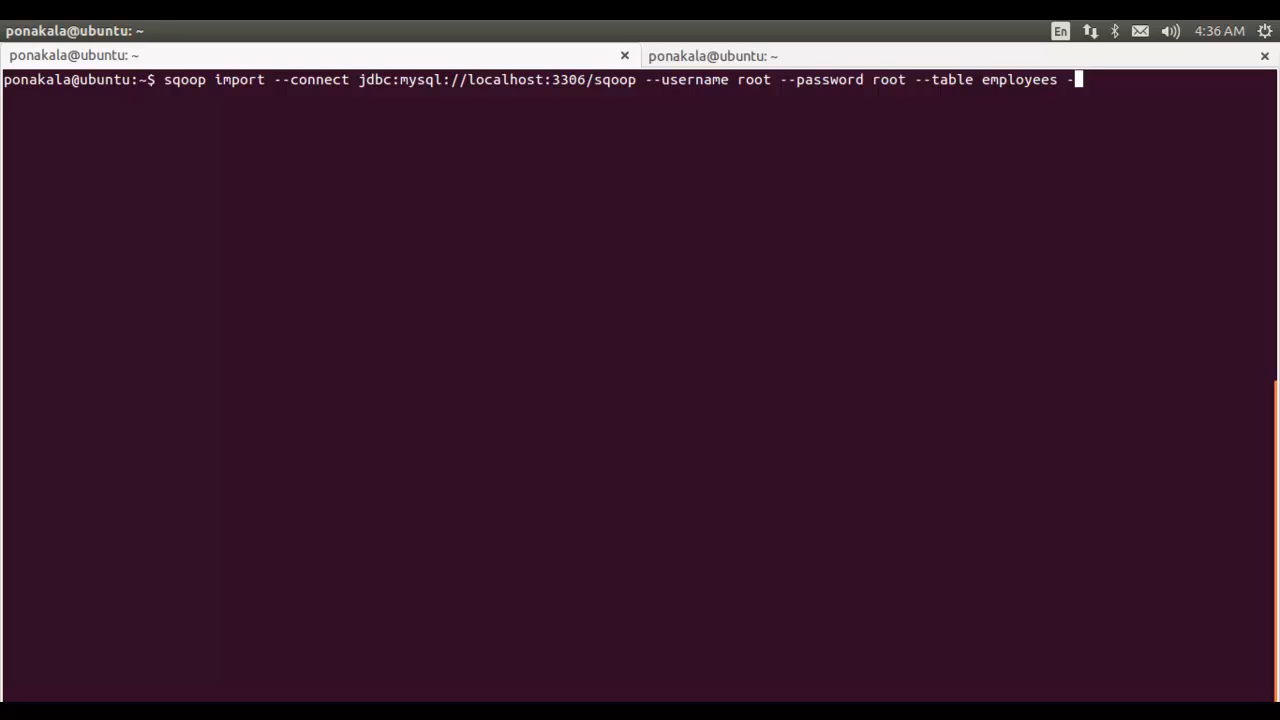 ponakala@ubuntu: ~
En
4:36 AM
ponakala@ubuntu: ~
ponakala@ubuntu: ~
ponakala@ubuntu:~$ sqoop import --connect jdbc:mysql://localhost:3306/sqoop --username root --password root --table employees -